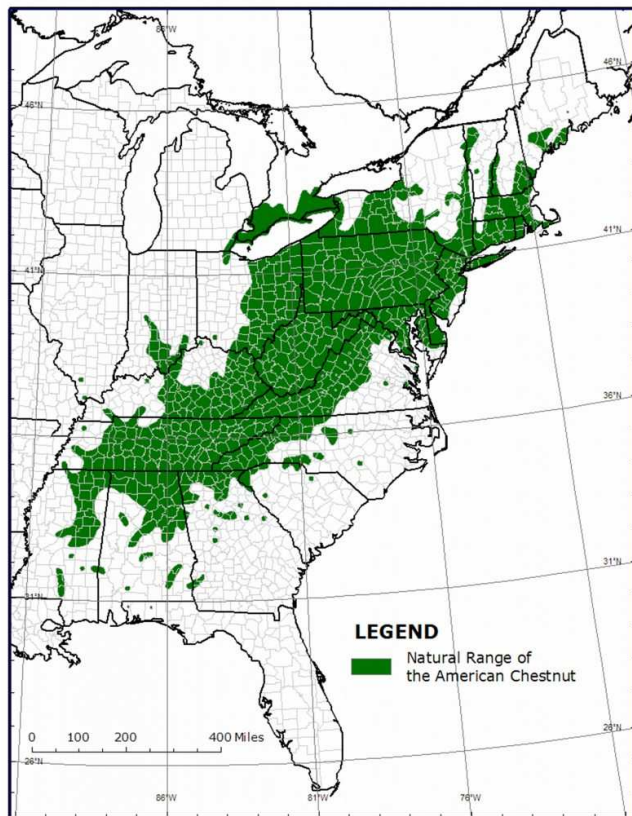 86°W
46°N
46°N
41°N
41°N
36°N
31°N
31°N
LEGEND
Natural Range of
the American Chestnut
0 100 200 400 Miles
26°N
26°N
86°W 81°W 76°W